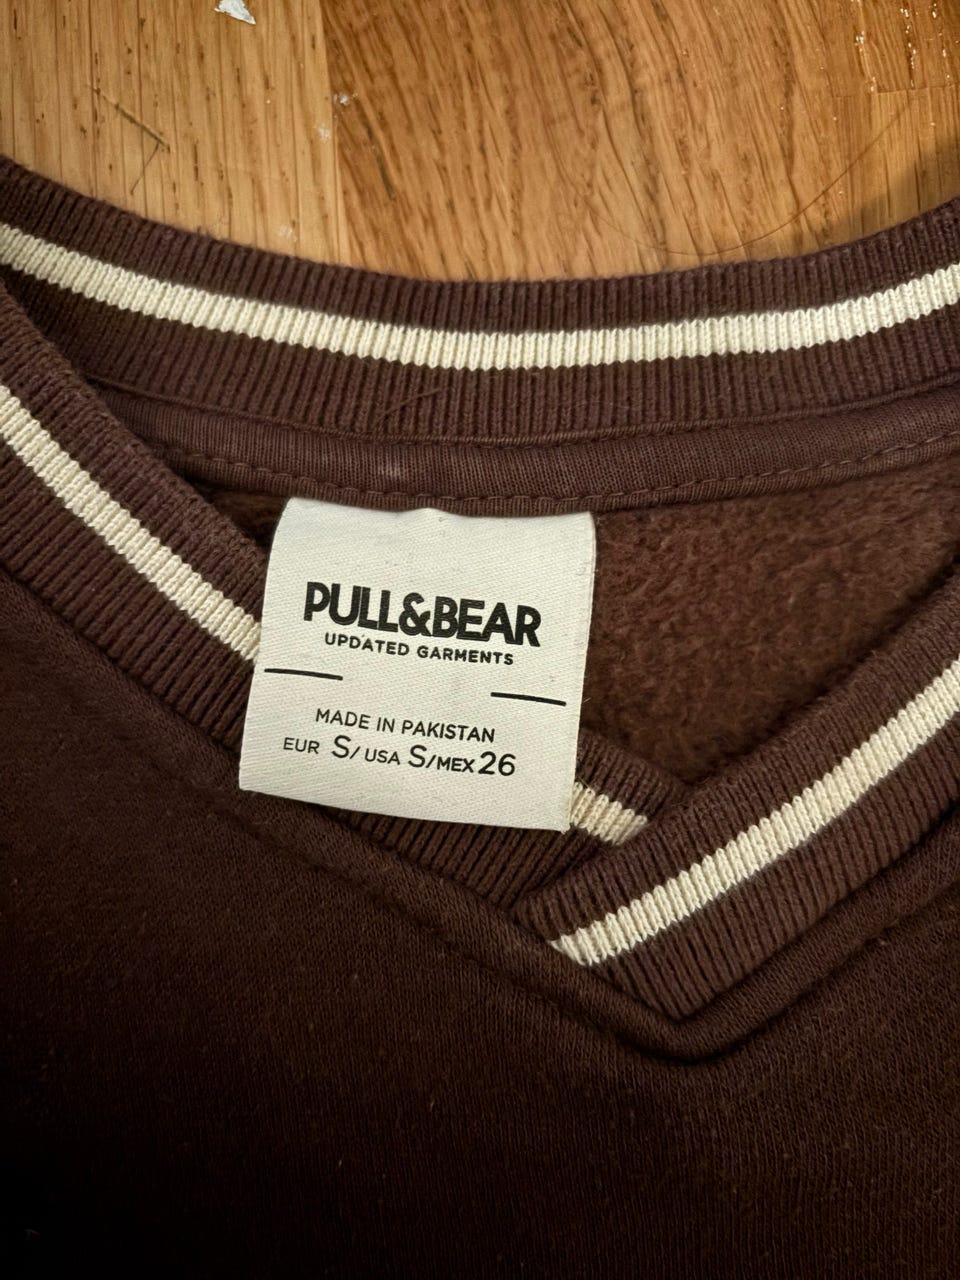 PULL&BEAR
UPDATED GARMENTS
MADE IN PAKISTAN
EUR S/ USA S/MEX 26